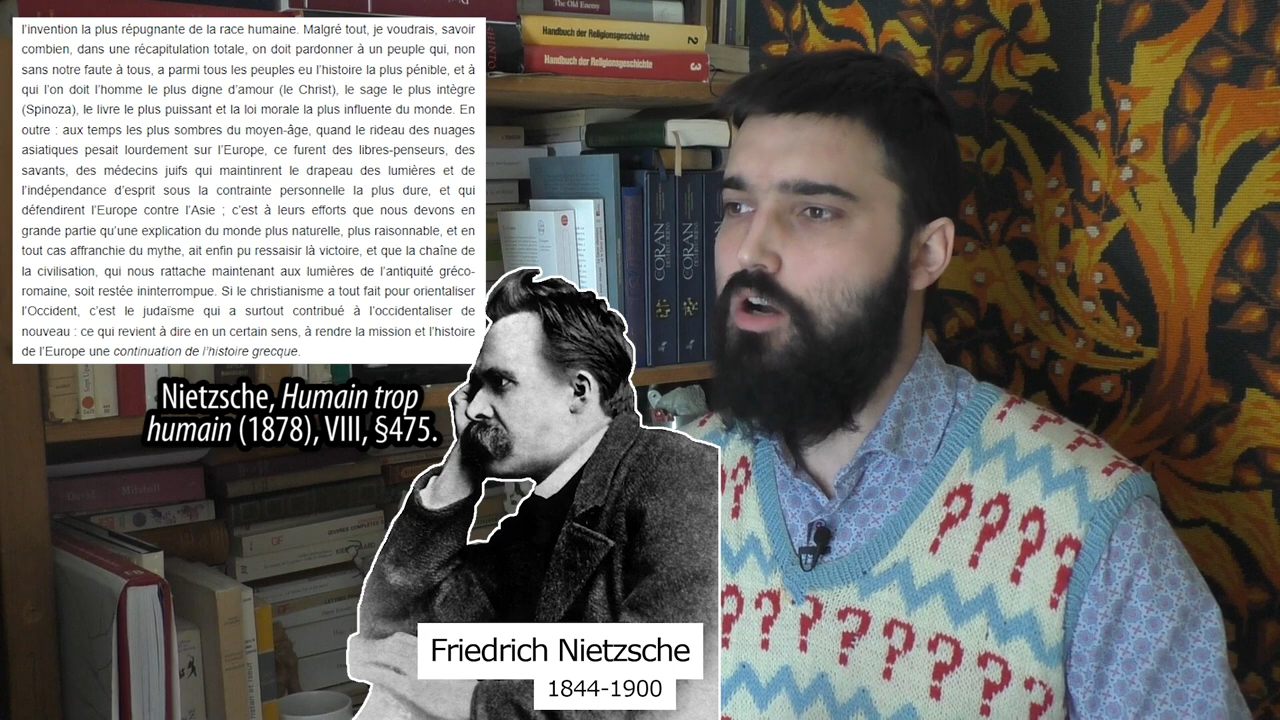 l’invention la plus répugnante de la race humaine. Malgré tout, je voudrais, savoir
combien, dans une récapitulation totale, on doit pardonner à un peuple qui, non
sans notre faute à tous, a parmi tous les peuples eu l’histoire la plus pénible, et à
qui l’on doit l’homme le plus digne d’amour (le Christ), le sage le plus intègre
(Spinoza), le livre le plus puissant et la loi morale la plus influente du monde. En
outre : aux temps les plus sombres du moyen-âge, quand le rideau des nuages
asiatiques pesait lourdement sur l’Europe, ce furent des libres-penseurs, des
savants, des médecins juifs qui maintinrent le drapeau des lumières et de
l’indépendance d’esprit sous la contrainte personnelle la plus dure, et qui
défendirent l’Europe contre l’Asie ; c’est à leurs efforts que nous devons en
grande partie qu’une explication du monde plus naturelle, plus raisonnable, et en
tout cas affranchie du mythe, ait enfin pu ressaisir là victoire, et que la chaîne de
la civilisation, qui nous rattache maintenant aux lumières de l’antiquité gréco-
romaine, soit restée ininterrompue. Si le christianisme a tout fait pour orientaliser
l’Occident, c’est le judaïsme qui a surtout contribué à l’occidentaliser de
nouveau : ce qui revient à dire en un certain sens, à rendre la mission et l’histoire
de l’Europe une continuation de l’histoire grecque.
Nietzsche, Humain trop
humain (1878), VIII, §475.
Friedrich Nietzsche
1844-1900
The Old Enemy
Handbuch der Religionsgeschichte
2
Handbuch der Religionsgeschichte
3
SHINTO
CORAN
CORAN
David Mitchell
GF